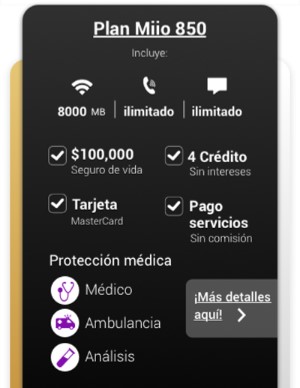 Plan Miio 850
Incluye:
8000 MB ilimitado ilimitado
$100,000
Seguro de vida
4 Crédito
Sin intereses
Tarjeta
MasterCard
Pago
servicios
Sin comisión
Protección médica
Médico
Ambulancia
Análisis
¡Más detalles
aquí! >